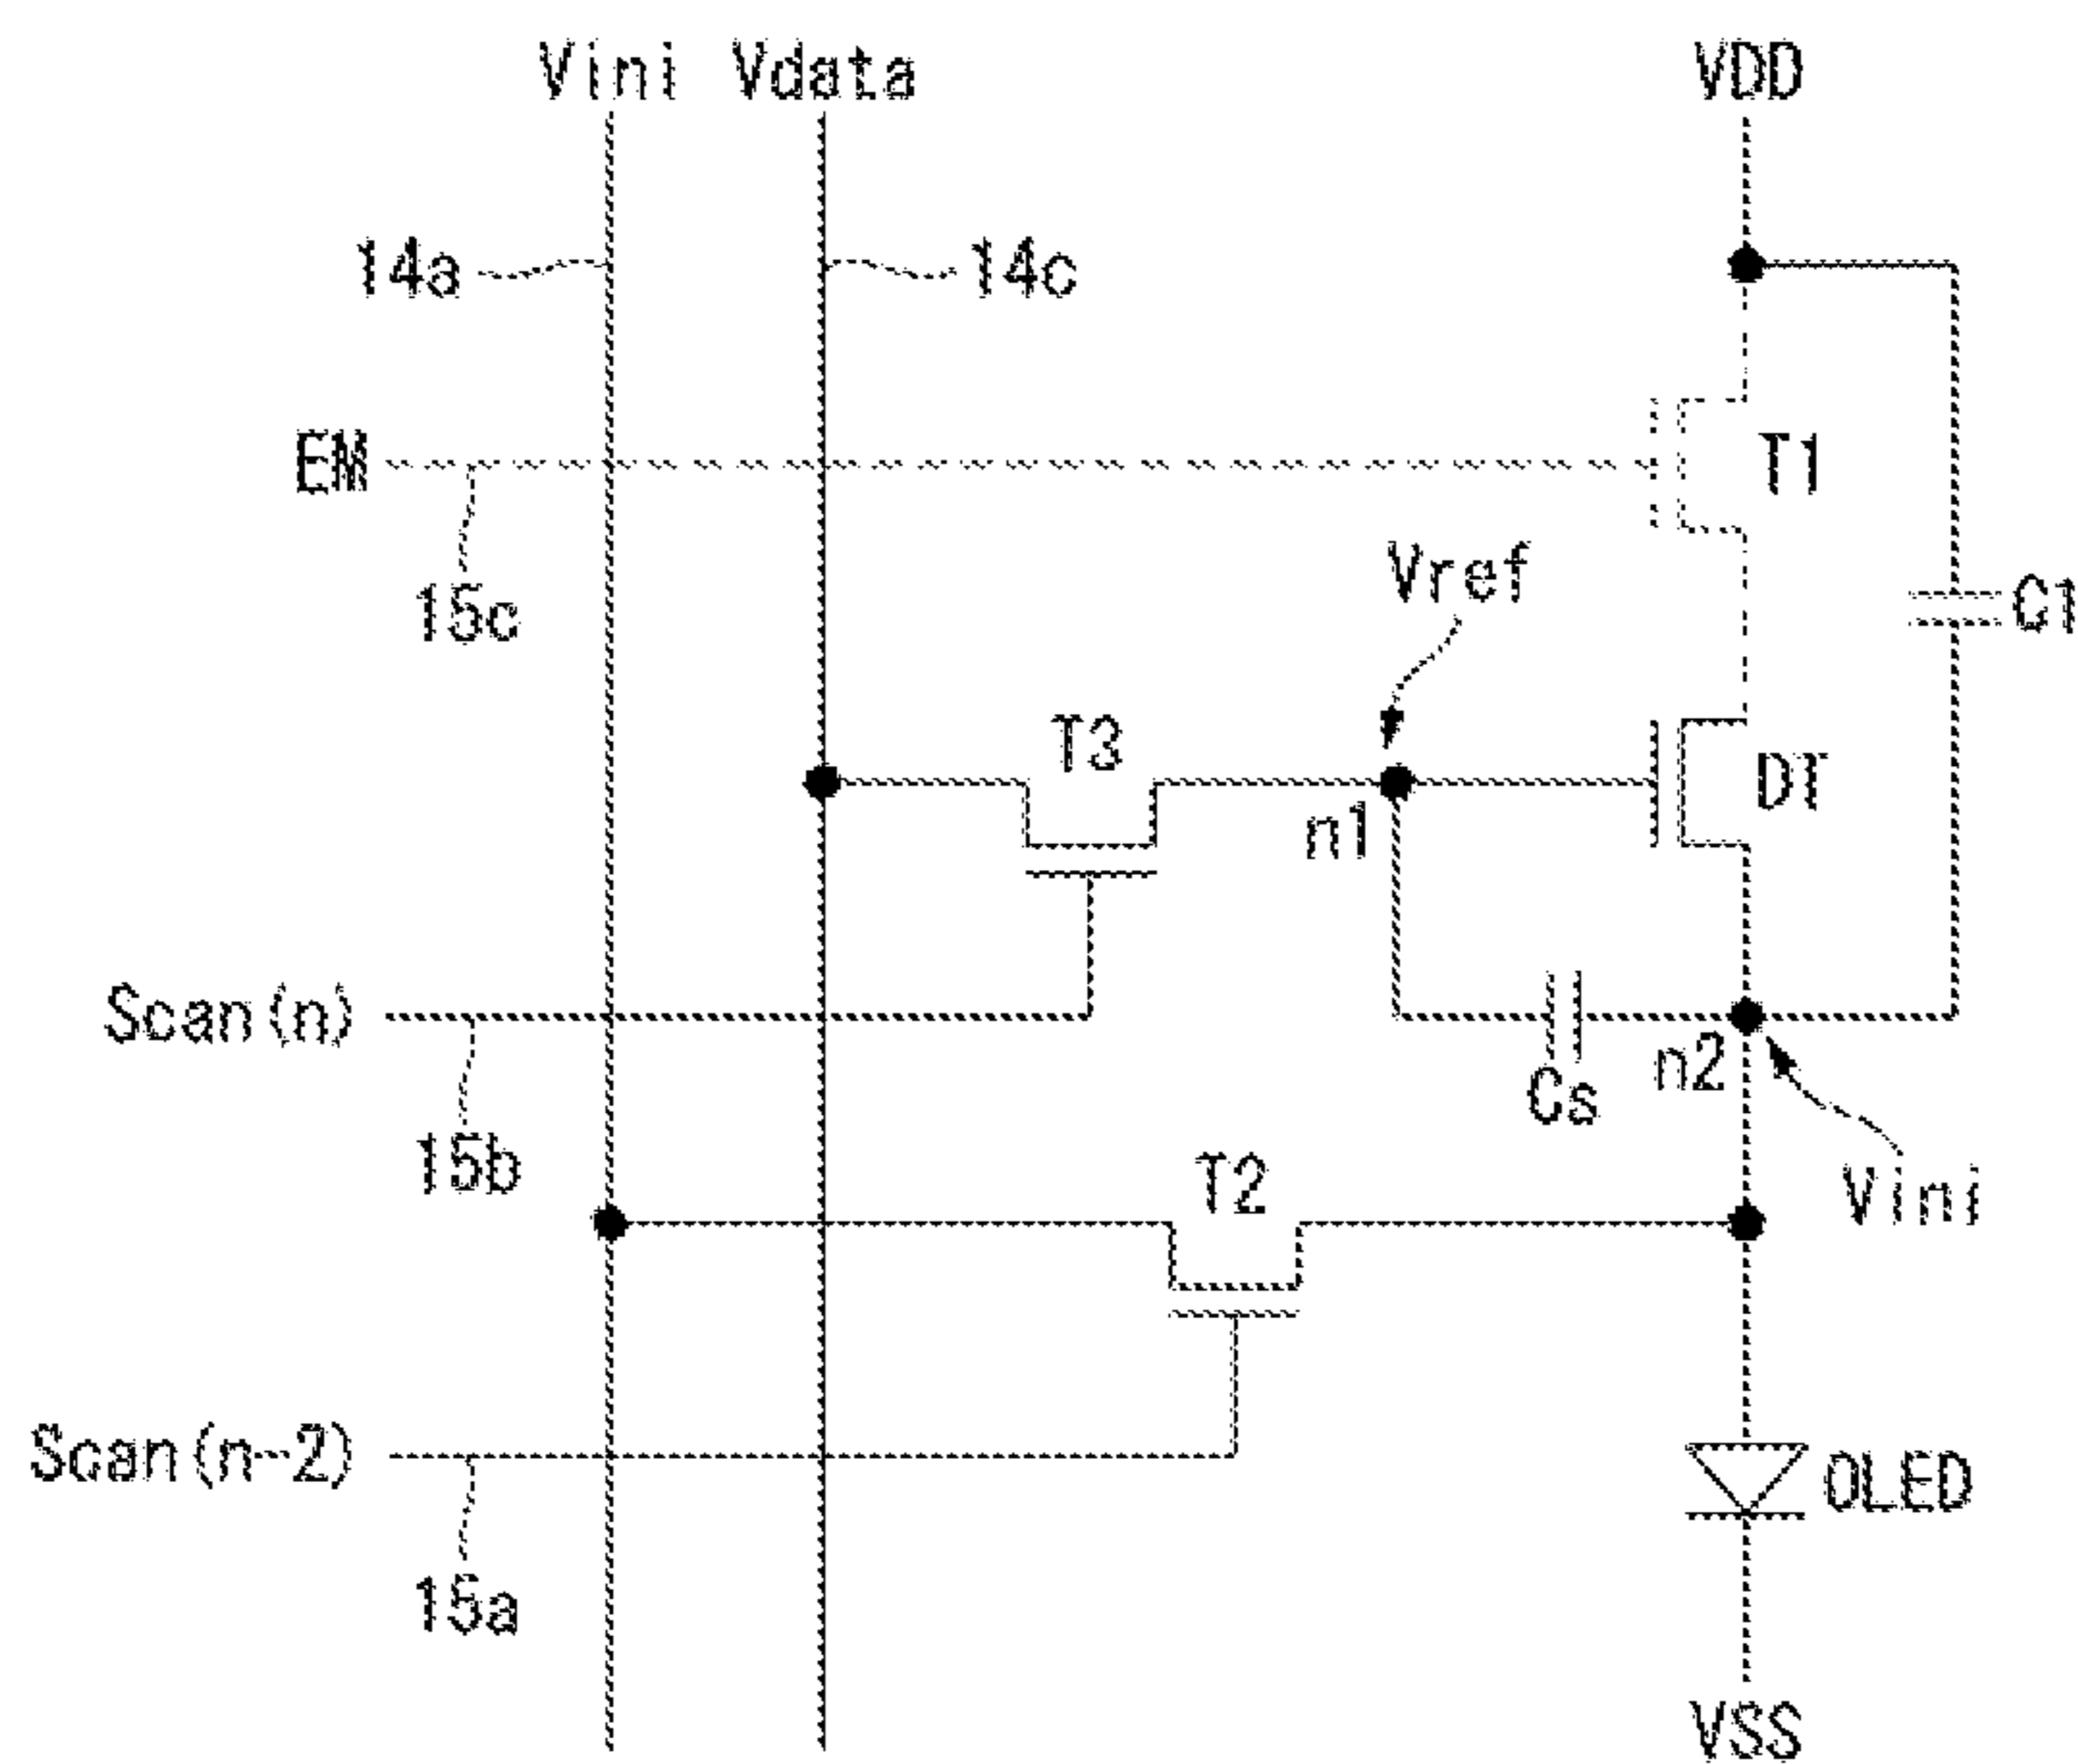 Vini Vdata VDD
14a 14c
EM T1
15c Vref C1
T3 DT
n1
Scan(n) n2
Cs
15b T2 Vini
Scan(n-2) OLED
15a
VSS